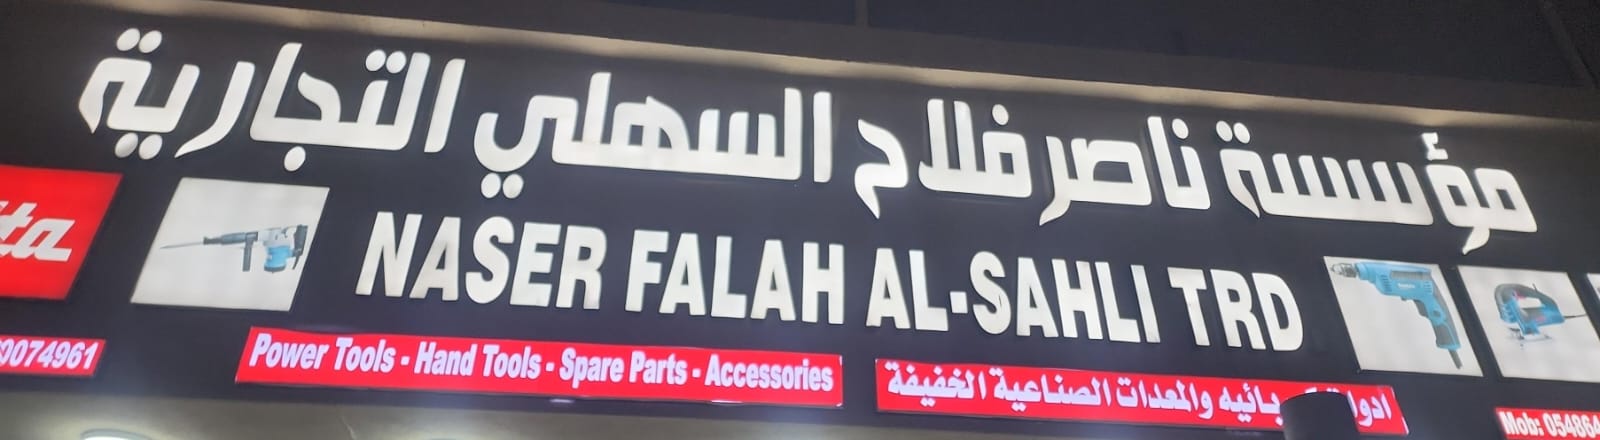 مؤسسة ناصر فلاح السهلي التجارية
NASER FALAH AL-SAHLI TRD
Power Tools - Hand Tools - Spare Parts - Accessories
والمعدات الصناعية الخفيفة
Mob: